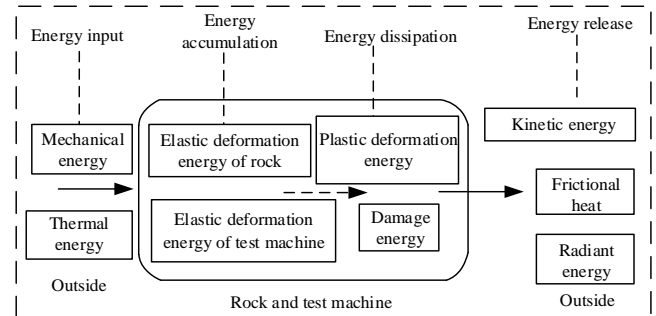 Energy input
Energy
accumulation
Energy dissipation
Energy release
Mechanical
energy
Thermal
energy
Outside
Elastic deformation
energy of rock
Elastic deformation
energy of test machine
Plastic deformation
energy
Damage
energy
Rock and test machine
Kinetic energy
Frictional
heat
Radiant
energy
Outside